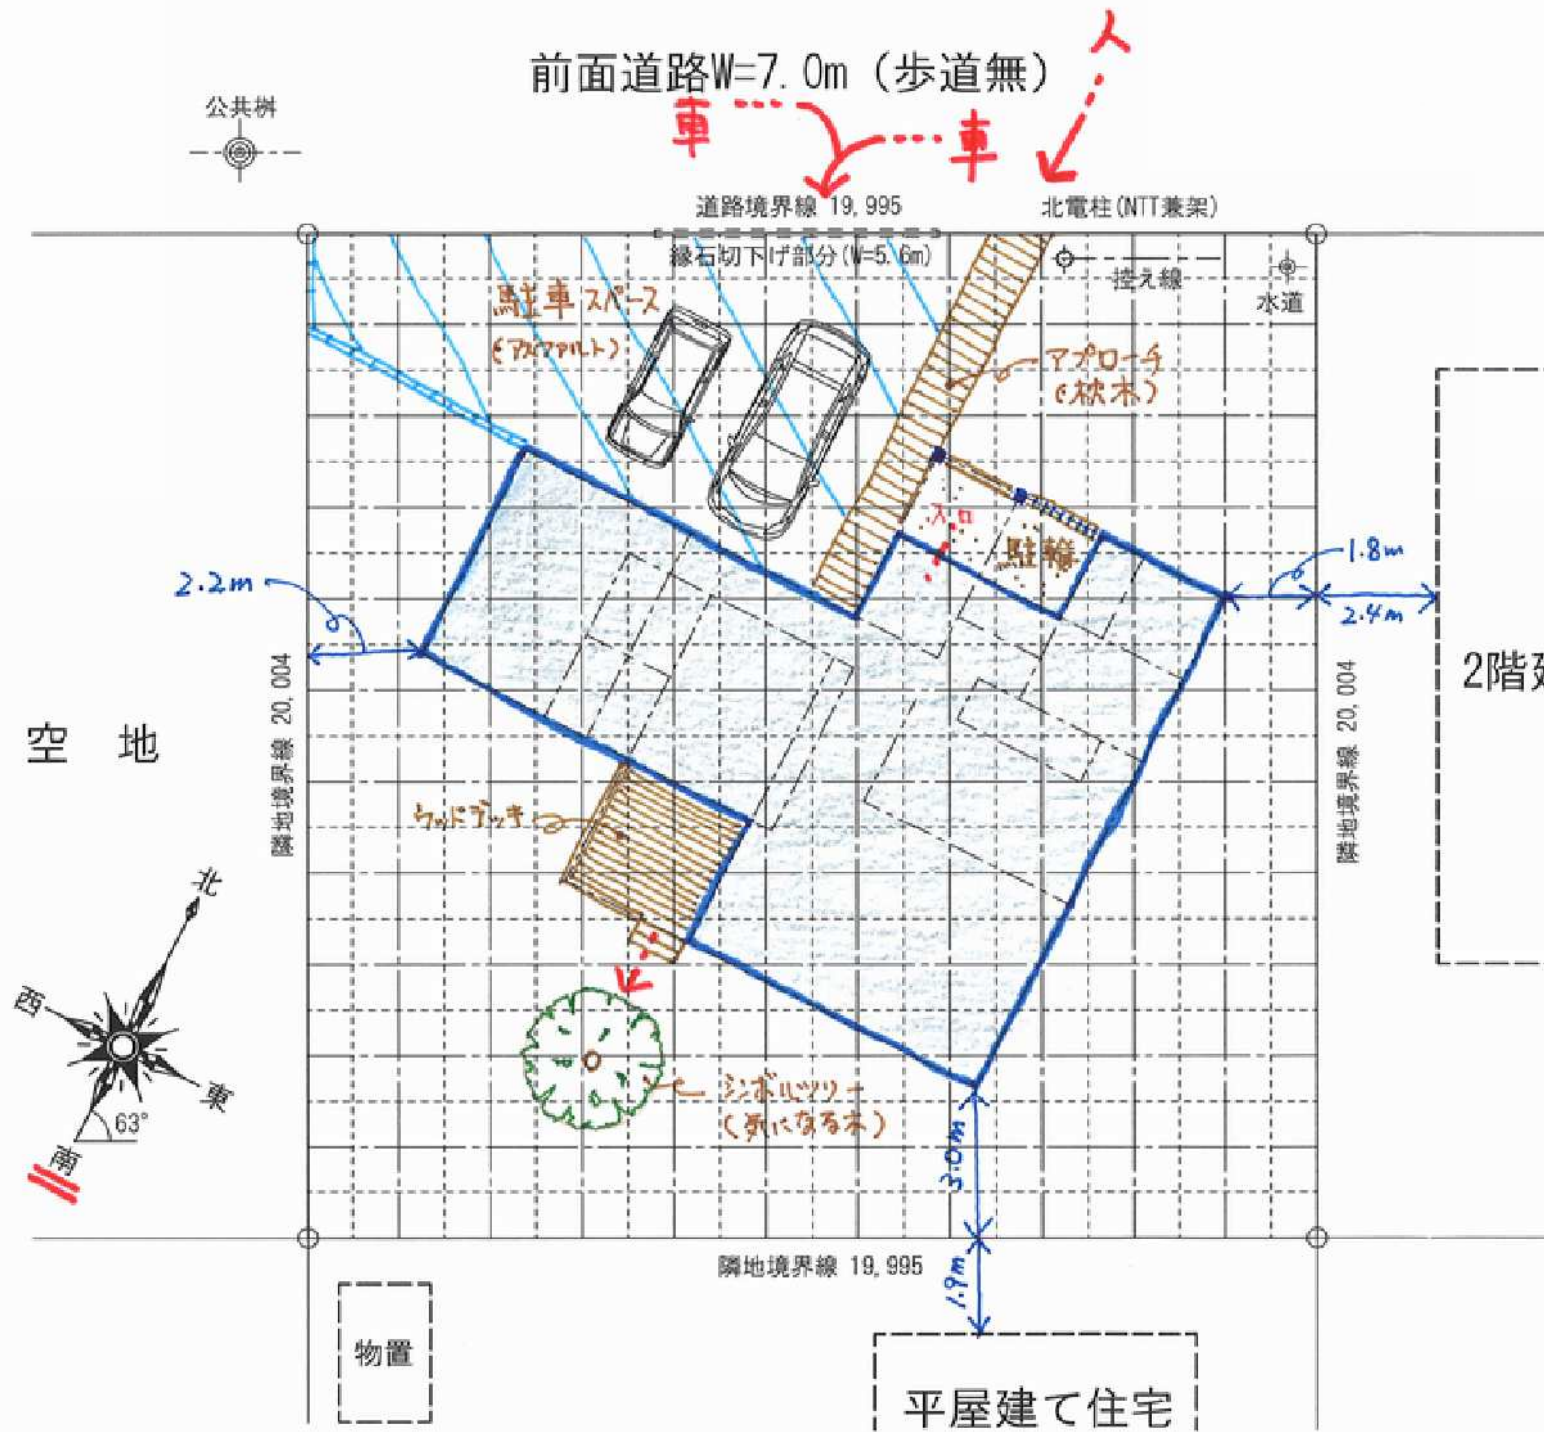 人
前面道路W=7.0m（歩道無）
公共桝
車
車
道路境界線 19,995
北電柱(NTT兼架)
縁石切下げ部分(W=5.6m)
控え線
水道
駐車スペース
(アスファルト)
アプローチ
(枕木)
入口
駐輪
1.8m
2.4m
2.2m
隣地境界線 20,004
隣地境界線 20,004
2階建
空 地
ウッドデッキ
北
西
東
63°
南
シンボルツリー
(気になる木)
3.0m
隣地境界線 19,995
1.9m
物置
平屋建て住宅